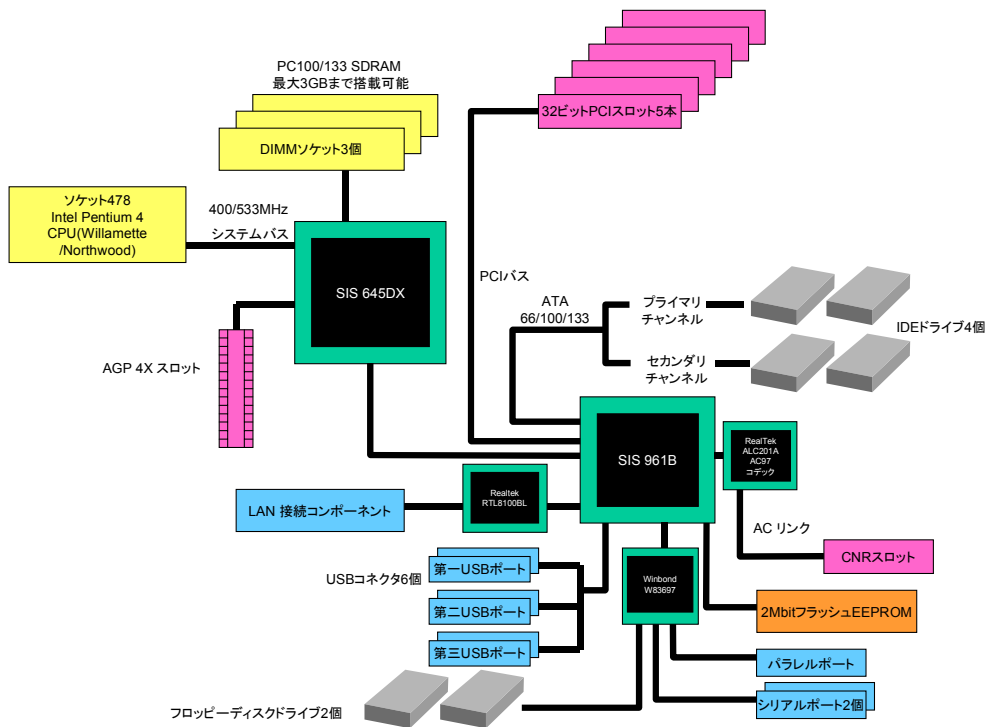 PC100/133 SDRAM
最大3GBまで搭載可能
DIMMソケット3個
32ビットPCIスロット5本
ソケット478
Intel Pentium 4
CPU(Willamette
/Northwood)
400/533MHz
システムバス
SIS 645DX
PCIバス
ATA
66/100/133
プライマリ
チャンネル
セカンダリ
チャンネル
IDEドライブ4個
AGP 4X スロット
SIS 961B
RealTek
ALC201A
AC97
コデック
Realtek
RTL8100BL
LAN 接続コンポーネント
AC リンク
CNRスロット
USBコネクタ6個
第一USBポート
第二USBポート
第三USBポート
Winbond
W83697
2MbitフラッシュEEPROM
パラレルポート
シリアルポート2個
フロッピーディスクドライブ2個